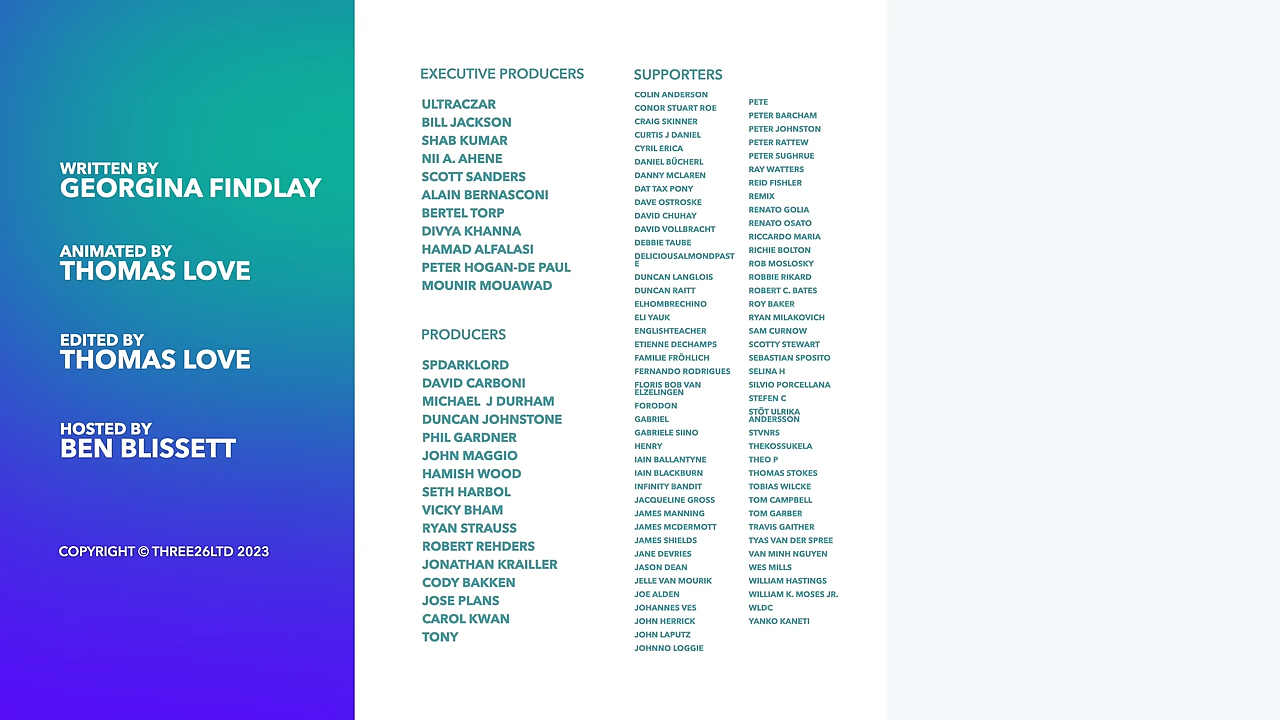 WRITTEN BY
GEORGINA FINDLAY
ANIMATED BY
THOMAS LOVE
EDITED BY
THOMAS LOVE
HOSTED BY
BEN BLISSETT
COPYRIGHT © THREE26LTD 2023
EXECUTIVE PRODUCERS
ULTRACZAR
BILL JACKSON
SHAB KUMAR
NII A. AHENE
SCOTT SANDERS
ALAIN BERNASCONI
BERTEL TORP
DIVYA KHANNA
HAMAD ALFALASI
PETER HOGAN-DE PAUL
MOUNIR MOUAWAD
PRODUCERS
SPDARKLORD
DAVID CARBONI
MICHAEL J DURHAM
DUNCAN JOHNSTONE
PHIL GARDNER
JOHN MAGGIO
HAMISH WOOD
SETH HARBOL
VICKY BHAM
RYAN STRAUSS
ROBERT REHDERS
JONATHAN KRAILLER
CODY BAKKEN
JOSE PLANS
CAROL KWAN
TONY
SUPPORTERS
COLIN ANDERSON
CONOR STUART ROE
CRAIG SKINNER
CURTIS J DANIEL
CYRIL ERICA
DANIEL BÜCHERL
DANNY MCLAREN
DAT TAX PONY
DAVE OSTROSKE
DAVID CHUHAY
DAVID VOLLBRACHT
DEBBIE TAUBE
DELICIOUSALMONDPAST
E
DUNCAN LANGLOIS
DUNCAN RAITT
ELHOMBRECHINO
ELI YAUK
ENGLISHTEACHER
ETIENNE DECHAMPS
FAMILIE FRÖHLICH
FERNANDO RODRIGUES
FLORIS BOB VAN
ELZELINGEN
FORODON
GABRIEL
GABRIELE SIINO
HENRY
IAIN BALLANTYNE
IAIN BLACKBURN
INFINITY BANDIT
JACQUELINE GROSS
JAMES MANNING
JAMES MCDERMOTT
JAMES SHIELDS
JANE DEVRIES
JASON DEAN
JELLE VAN MOURIK
JOE ALDEN
JOHANNES VES
JOHN HERRICK
JOHN LAPUTZ
JOHNNO LOGGIE
PETE
PETER BARCHAM
PETER JOHNSTON
PETER RATTEW
PETER SUGHRUE
RAY WATTERS
REID FISHLER
REMIX
RENATO GOLIA
RENATO OSATO
RICCARDO MARIA
RICHIE BOLTON
ROB MOSLOSKY
ROBBIE RIKARD
ROBERT C. BATES
ROY BAKER
RYAN MILAKOVICH
SAM CURNOW
SCOTTY STEWART
SEBASTIAN SPOSITO
SELINA H
SILVIO PORCELLANA
STEFEN C
STÖT ULRIKA
ANDERSSON
STVNRS
THEKOSSUKELA
THEO P
THOMAS STOKES
TOBIAS WILCKE
TOM CAMPBELL
TOM GARBER
TRAVIS GAITHER
TYAS VAN DER SPREE
VAN MINH NGUYEN
WES MILLS
WILLIAM HASTINGS
WILLIAM K. MOSES JR.
WLDC
YANKO KANETI